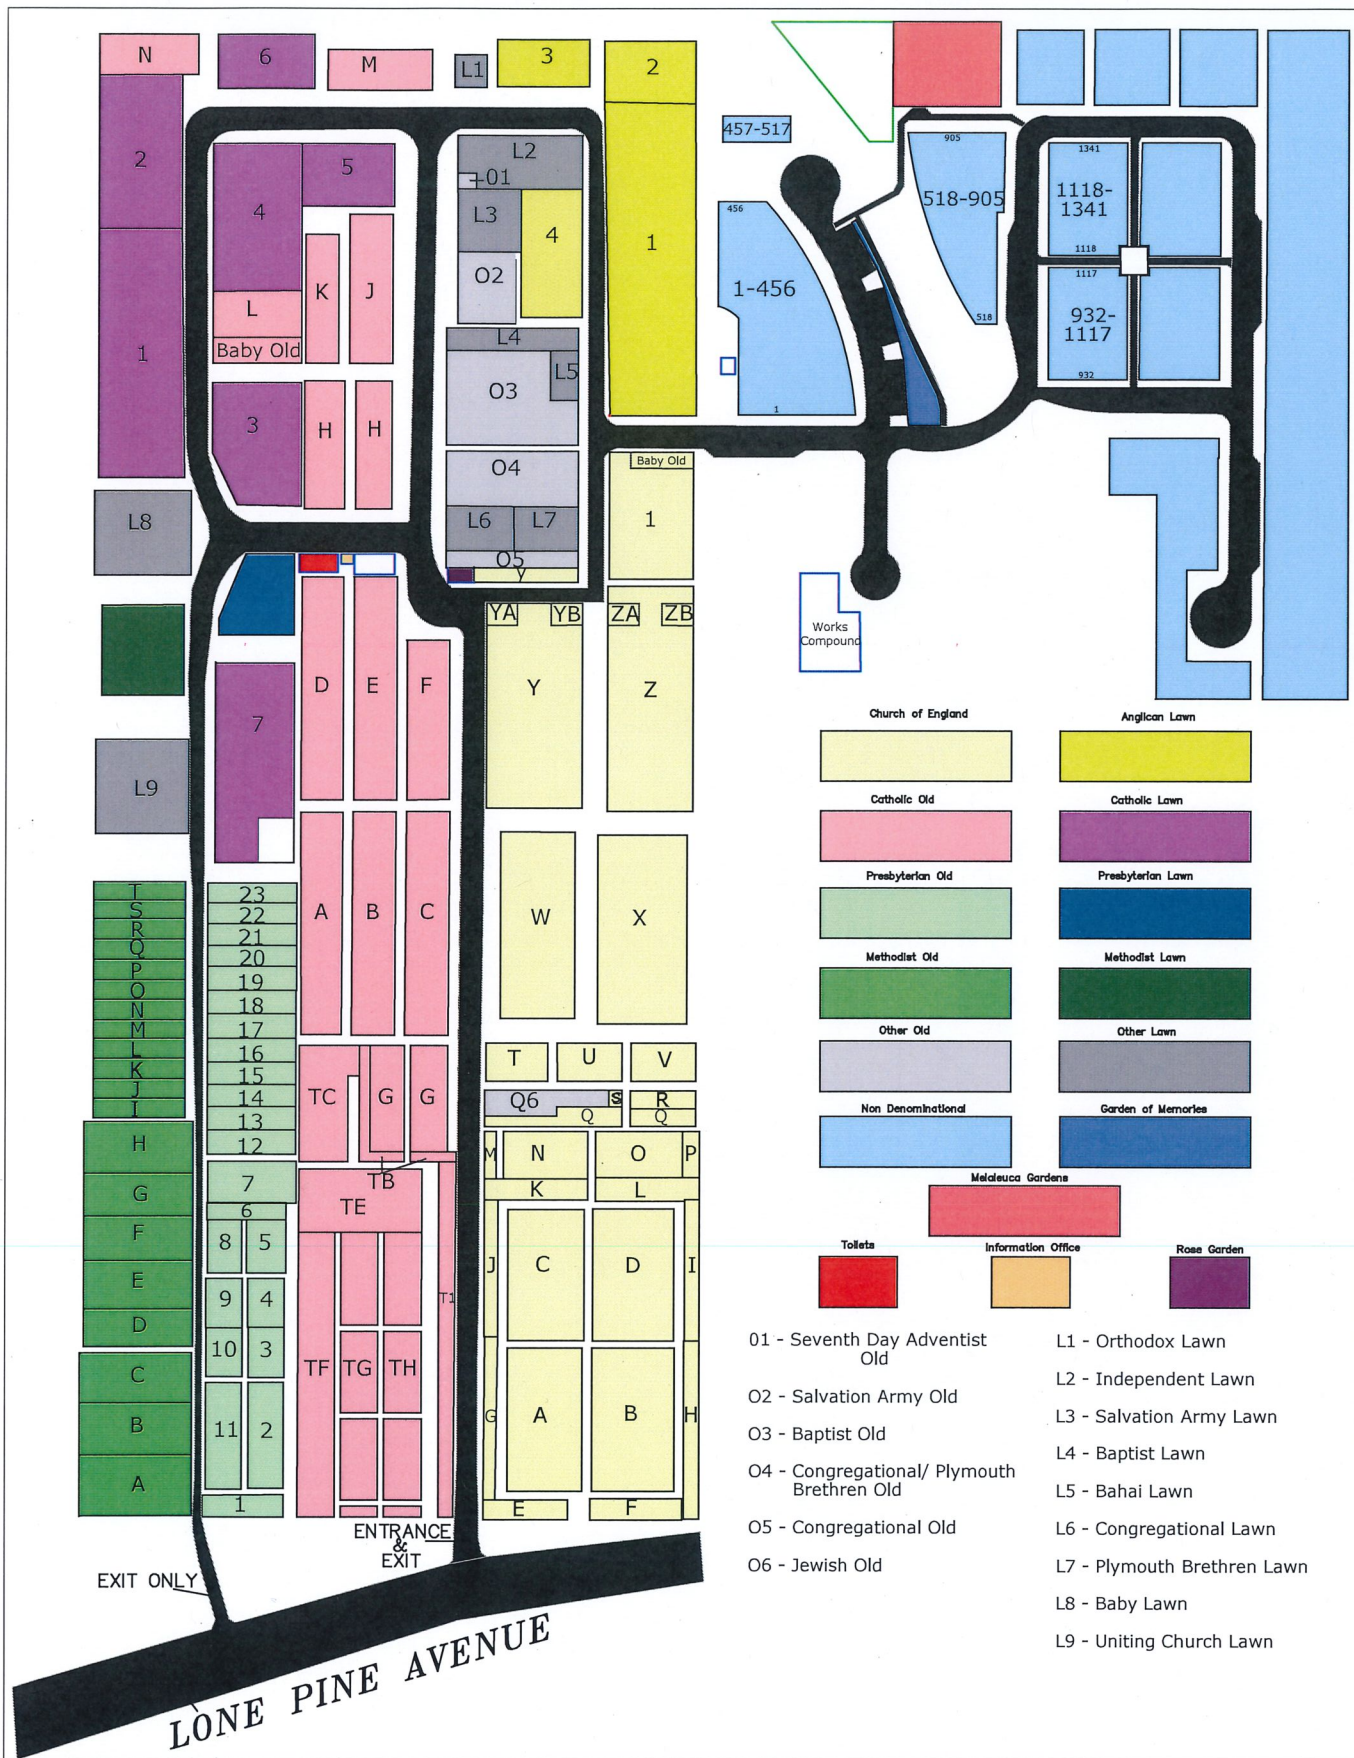 N
6
M
L1
3
2
457-517
905
1341
2
5
L2
01
1118-
1341
4
L3
4
518-905
456
1
K
J
O2
1118
L
1117
1-456
518
Baby Old
L4
932-
1117
1
L5
O3
932
1
3
H
H
Baby Old
O4
L8
L6
L7
1
O5
y
YA
YB
ZA
ZB
Works
Compound
D
E
F
Y
Z
7
L9
Church of England
Anglican Lawn
Catholic Old
Catholic Lawn
Presbyterian Old
Presbyterian Lawn
Methodist Old
Methodist Lawn
Other Old
Other Lawn
Non Denominational
Garden of Memories
Melaleuca Gardens
Toilets
Information Office
Rose Garden
T
S
R
Q
P
O
N
M
L
K
J
I
23
22
21
20
19
18
17
16
15
14
13
12
A
B
C
W
X
TC
G
G
T
U
V
Q6
S
R
Q
Q
H
G
F
E
D
C
B
A
7
6
8
5
9
4
10
3
11
2
1
TB
TE
TF
TG
TH
T1
M
N
O
P
K
L
J
C
D
I
G
A
B
H
E
F
01 - Seventh Day Adventist
Old
O2 - Salvation Army Old
O3 - Baptist Old
O4 - Congregational/ Plymouth
Brethren Old
O5 - Congregational Old
O6 - Jewish Old
L1 - Orthodox Lawn
L2 - Independent Lawn
L3 - Salvation Army Lawn
L4 - Baptist Lawn
L5 - Bahai Lawn
L6 - Congregational Lawn
L7 - Plymouth Brethren Lawn
L8 - Baby Lawn
L9 - Uniting Church Lawn
ENTRANCE
&
EXIT
EXIT ONLY
LONE PINE AVENUE